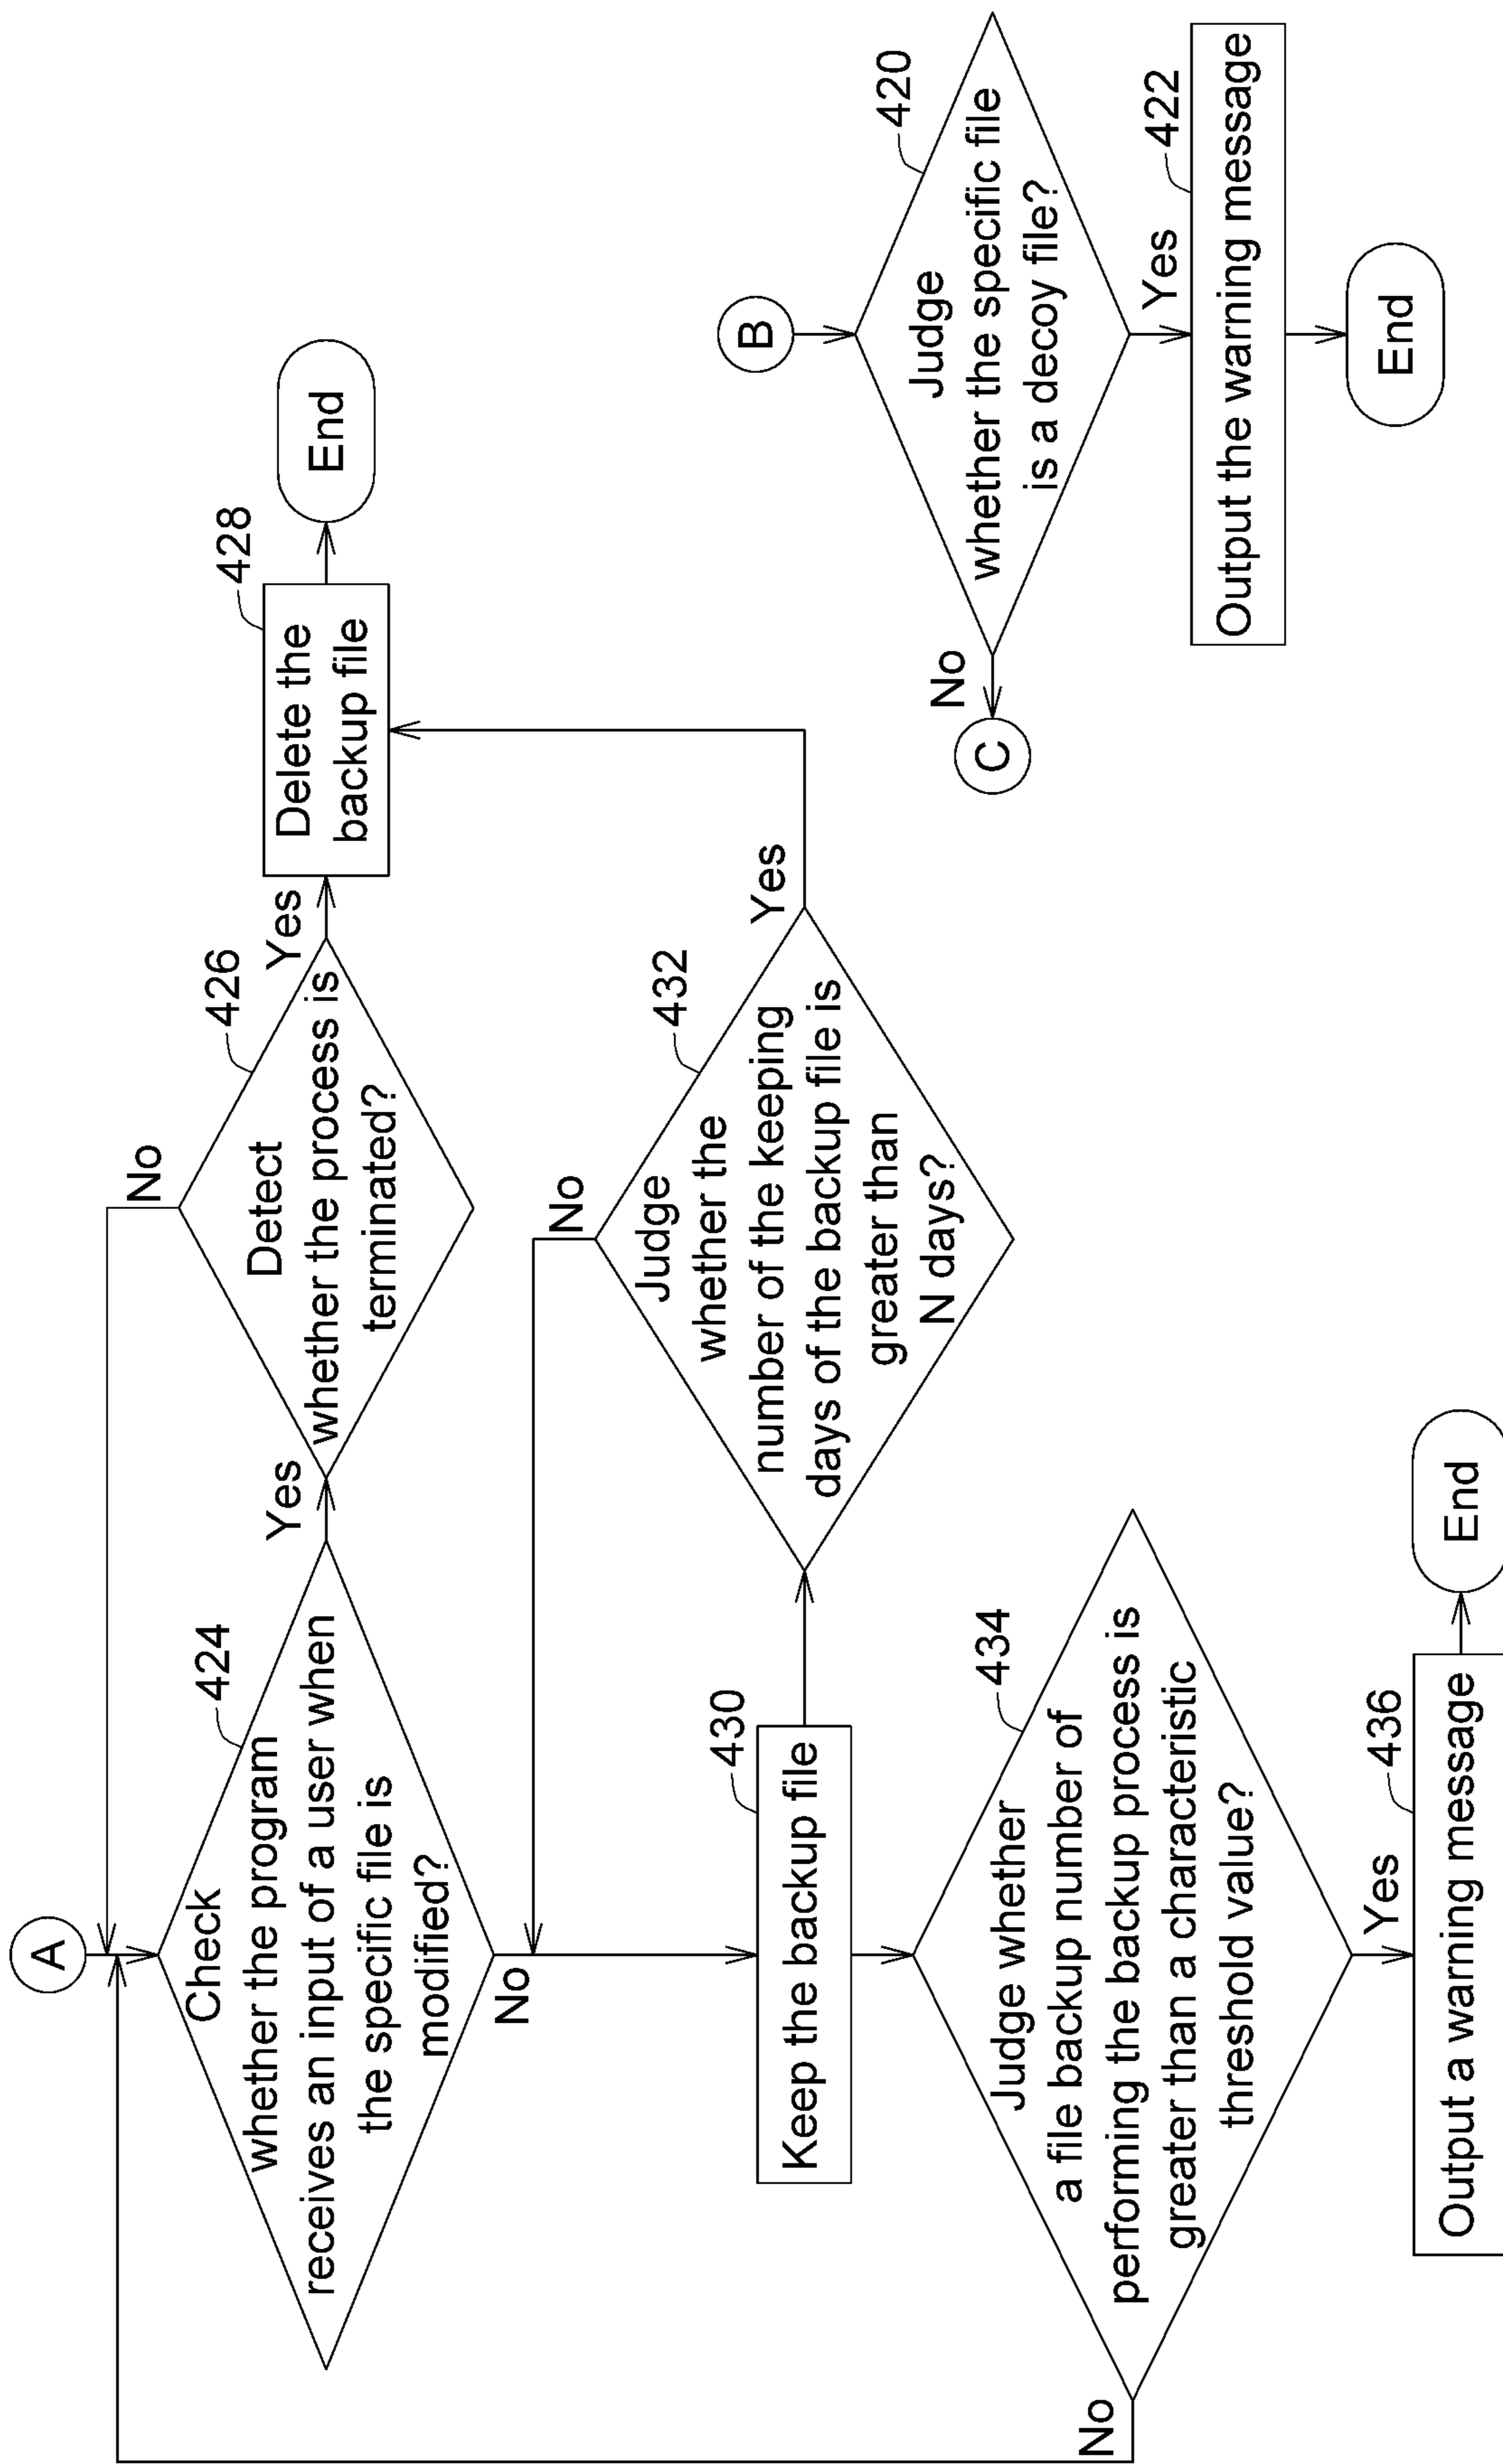 A
Check
whether the program
receives an input of a user when
the specific file is
modified?
424
Yes
No
Detect
whether the process is
terminated?
426
No
Yes
Delete the
backup file
428
End
Keep the backup file
430
Judge
whether the
number of the keeping
days of the backup file is
greater than
N days?
432
No
Yes
Judge whether
a file backup number of
performing the backup process is
greater than a characteristic
threshold value?
434
No
Yes
Output a warning message
436
End
B
Judge
whether the specific file
is a decoy file?
420
No
C
Yes
Output the warning message
422
End